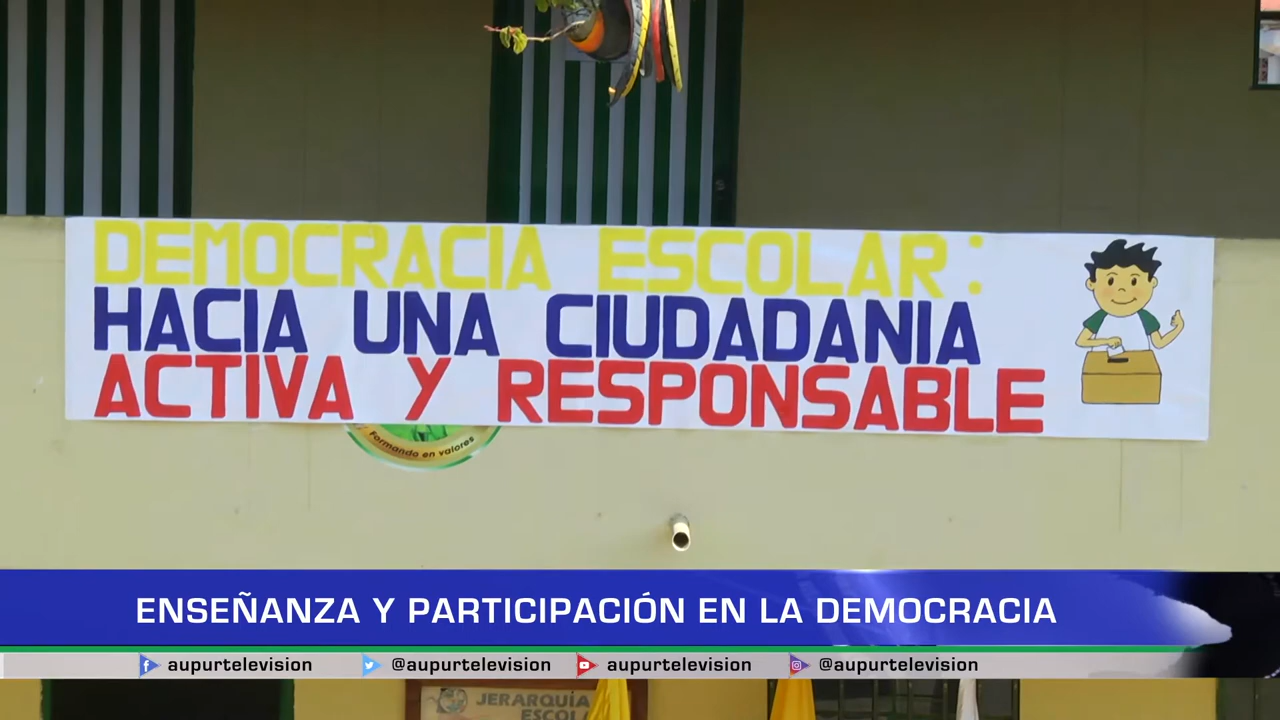 DEMOCRACIA ESCOLAR:
HACIA UNA CIUDADANIA
ACTIVA Y RESPONSABLE
Formando en valores
ENSEÑANZA Y PARTICIPACIÓN EN LA DEMOCRACIA
aupurtelevision @aupurtelevision aupurtelevision @aupurtelevision
JERARQUÍA